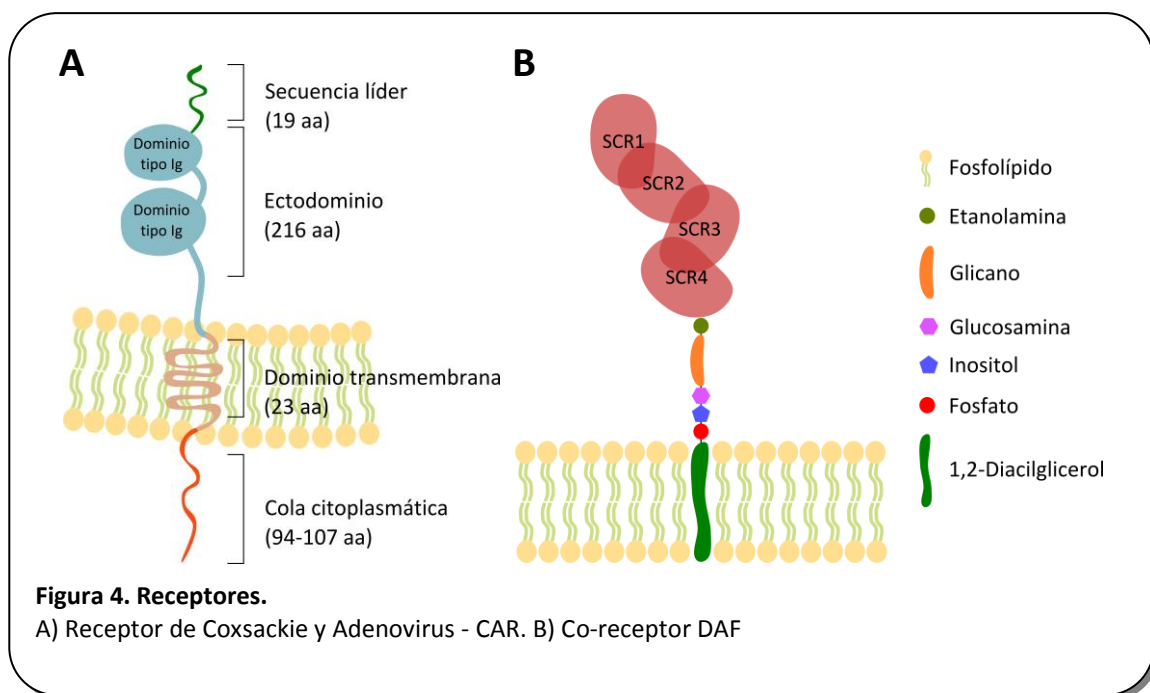 A
Secuencia líder
(19 aa)
Dominio
tipo Ig
Dominio
tipo Ig
Ectodominio
(216 aa)
Dominio transmembrana
(23 aa)
Cola citoplasmática
(94-107 aa)
B
SCR1
SCR2
SCR3
SCR4
Fosfolípido
Etanolamina
Glicano
Glucosamina
Inositol
Fosfato
1,2-Diacilglicerol
Figura 4. Receptores.
A) Receptor de Coxsackie y Adenovirus - CAR. B) Co-receptor DAF